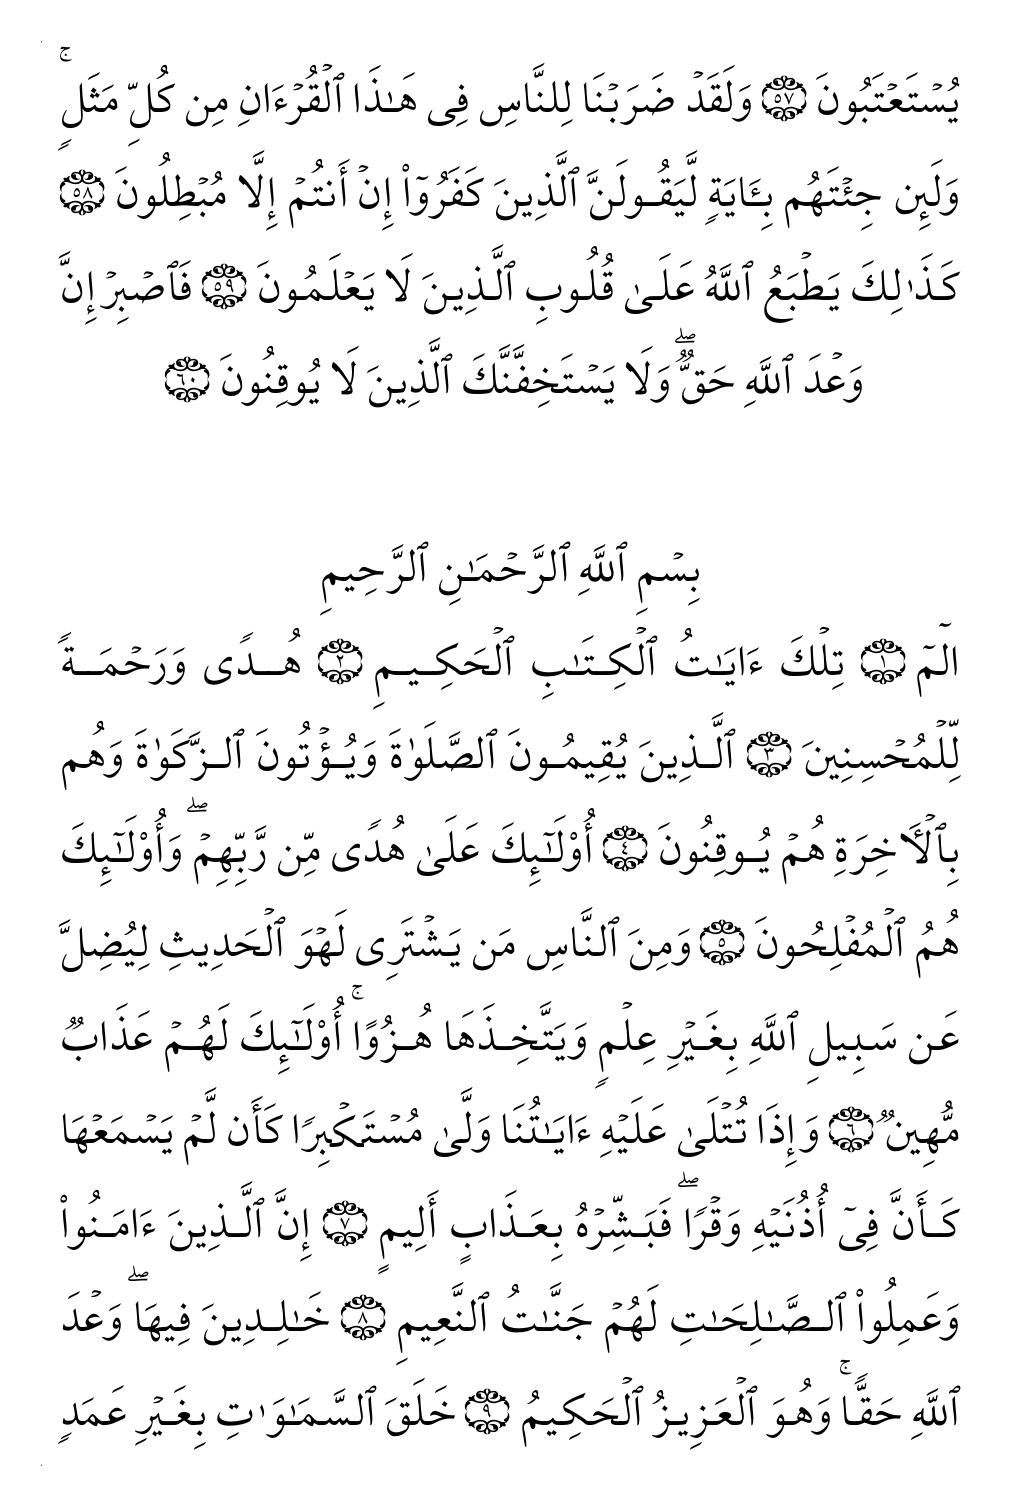 يُسۡتَعۡتَبُونَ ۝٥٧ وَلَقَدۡ ضَرَبۡنَا لِلنَّاسِ فِى هَـٰذَا ٱلۡقُرۡءَانِ مِن كُلِّ مَثَلࣲۚ
وَلَىِٕن جِئۡتَهُم بِـَٔايَةࣲ لَّيَقُولَنَّ ٱلَّذِينَ كَفَرُوۤا۟ إِنۡ أَنتُمۡ إِلَّا مُبۡطِلُونَ ۝٥٨
كَذَ ٰ⁠لِكَ يَطۡبَعُ ٱللَّهُ عَلَىٰ قُلُوبِ ٱلَّذِينَ لَا يَعۡلَمُونَ ۝٥٩ فَٱصۡبِرۡ إِنَّ
وَعۡدَ ٱللَّهِ حَقࣱّۖ وَلَا يَسۡتَخِفَّنَّكَ ٱلَّذِينَ لَا يُوقِنُونَ ۝٦٠
بِسۡمِ ٱللَّهِ ٱلرَّحۡمَـٰنِ ٱلرَّحِيمِ
الۤمۤ ۝١ تِلۡكَ ءَايَـٰتُ ٱلۡكِتَـٰبِ ٱلۡحَكِيمِ ۝٢ هُدࣰى وَرَحۡمَةࣰ
لِّلۡمُحۡسِنِينَ ۝٣ ٱلَّذِينَ يُقِيمُونَ ٱلصَّلَوٰةَ وَيُؤۡتُونَ ٱلزَّكَوٰةَ وَهُم
بِٱلۡـَٔاخِرَةِ هُمۡ يُوقِنُونَ ۝٤ أُو۟لَـٰۤىِٕكَ عَلَىٰ هُدࣰى مِّن رَّبِّهِمۡۖ وَأُو۟لَـٰۤىِٕكَ
هُمُ ٱلۡمُفۡلِحُونَ ۝٥ وَمِنَ ٱلنَّاسِ مَن يَشۡتَرِى لَهۡوَ ٱلۡحَدِيثِ لِيُضِلَّ
عَن سَبِيلِ ٱللَّهِ بِغَيۡرِ عِلۡمࣲ وَيَتَّخِذَهَا هُزُوًاۚ أُو۟لَـٰۤىِٕكَ لَهُمۡ عَذَابࣱ
مُّهِينࣱ ۝٦ وَإِذَا تُتۡلَىٰ عَلَيۡهِ ءَايَـٰتُنَا وَلَّىٰ مُسۡتَكۡبِرࣰا كَأَن لَّمۡ يَسۡمَعۡهَا
كَأَنَّ فِىۤ أُذُنَيۡهِ وَقۡرࣰاۖ فَبَشِّرۡهُ بِعَذَابٍ أَلِيمٍ ۝٧ إِنَّ ٱلَّذِينَ ءَامَنُوا۟
وَعَمِلُوا۟ ٱلصَّـٰلِحَـٰتِ لَهُمۡ جَنَّـٰتُ ٱلنَّعِيمِ ۝٨ خَـٰلِدِينَ فِيهَاۖ وَعۡدَ
ٱللَّهِ حَقࣰّاۚ وَهُوَ ٱلۡعَزِيزُ ٱلۡحَكِيمُ ۝٩ خَلَقَ ٱلسَّمَـٰوَ ٰ⁠تِ بِغَيۡرِ عَمَدࣲ